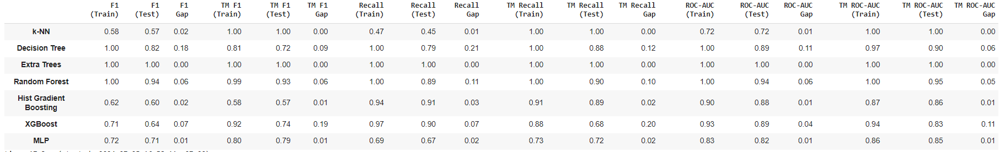 F1 (Train) F1 (Test) F1 Gap TM F1 (Train) TM F1 (Test) TM F1 Gap Recall (Train) Recall (Test) Recall Gap TM Recall (Train) TM Recall (Test) TM Recall Gap ROC-AUC (Train) ROC-AUC (Test) ROC-AUC Gap TM ROC-AUC (Train) TM ROC-AUC (Test) TM ROC-AUC Gap
k-NN 0.58 0.57 0.02 1.00 1.00 0.00 0.47 0.45 0.01 1.00 1.00 0.00 0.72 0.72 0.01 1.00 1.00 0.00
Decision Tree 1.00 0.82 0.18 0.81 0.72 0.09 1.00 0.79 0.21 1.00 0.88 0.12 1.00 0.89 0.11 0.97 0.90 0.06
Extra Trees 1.00 1.00 0.00 1.00 1.00 0.00 1.00 1.00 0.00 1.00 1.00 0.00 1.00 1.00 0.00 1.00 1.00 0.00
Random Forest 1.00 0.94 0.06 0.99 0.93 0.06 1.00 0.89 0.11 1.00 0.90 0.10 1.00 0.94 0.06 1.00 0.95 0.05
Hist Gradient Boosting 0.62 0.60 0.02 0.58 0.57 0.01 0.94 0.91 0.03 0.91 0.89 0.02 0.90 0.88 0.01 0.87 0.86 0.01
XGBoost 0.71 0.64 0.07 0.92 0.74 0.19 0.97 0.90 0.07 0.88 0.68 0.20 0.93 0.89 0.04 0.94 0.83 0.11
MLP 0.72 0.71 0.01 0.80 0.79 0.01 0.69 0.67 0.02 0.73 0.72 0.02 0.83 0.82 0.01 0.86 0.85 0.01